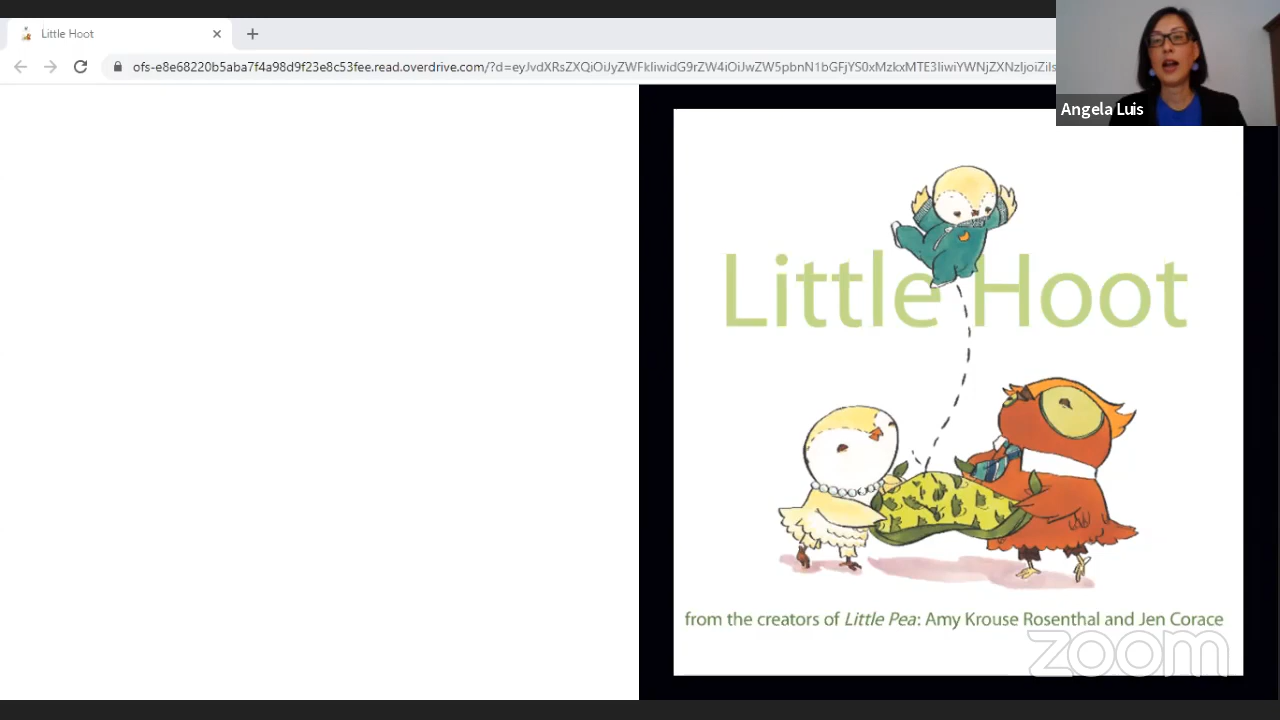 Little Hoot
ofs-e8e68220b5aba7f4a98d9f23e8c53fee.read.overdrive.com/?d=eyJvdXRsZXQiOiJyZWFkIiwidG9rZW4iOiJwZW5pbnN1bGFjYS0xMzkxMTE3IiwiYWNjZXNzIjoiZiIs
Angela Luis
Little Hoot
from the creators of Little Pea: Amy Krouse Rosenthal and Jen Corace
zoom